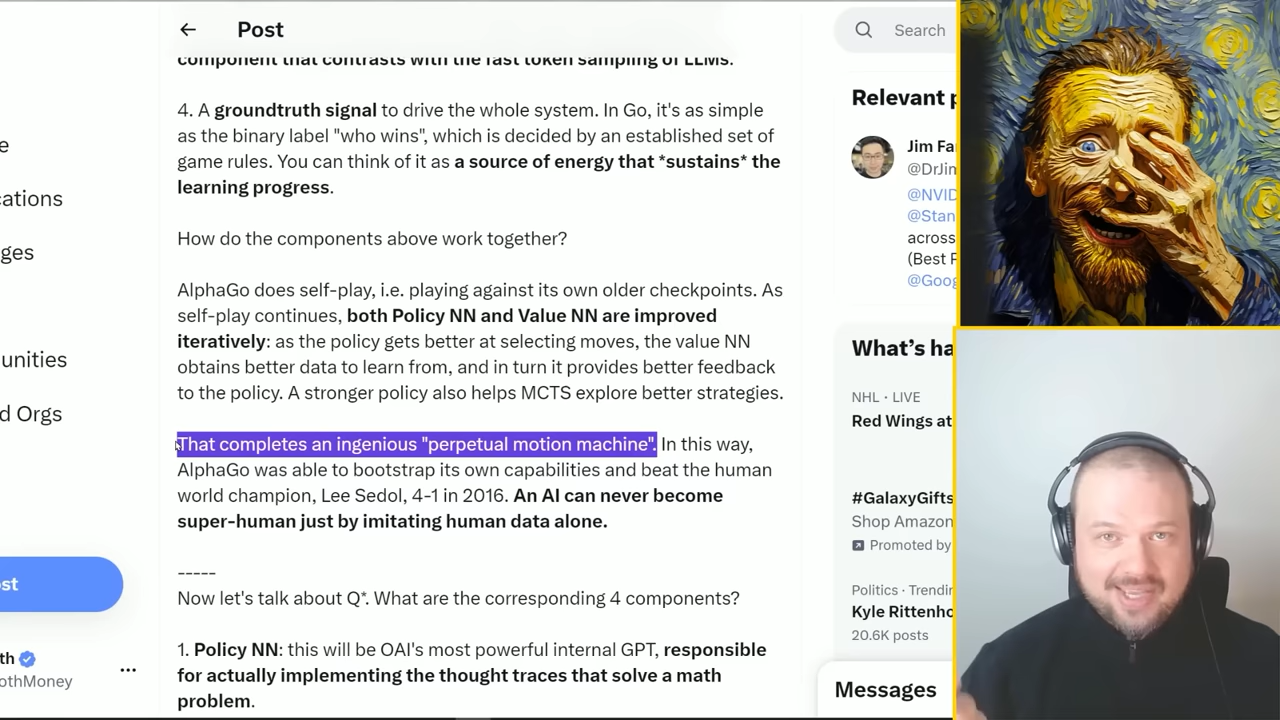 Post
Search
component that contrasts with the fast token sampling of LLMs.
4. A groundtruth signal to drive the whole system. In Go, it's as simple
as the binary label "who wins", which is decided by an established set of
game rules. You can think of it as a source of energy that *sustains* the
learning progress.
How do the components above work together?
AlphaGo does self-play, i.e. playing against its own older checkpoints. As
self-play continues, both Policy NN and Value NN are improved
iteratively: as the policy gets better at selecting moves, the value NN
obtains better data to learn from, and in turn it provides better feedback
to the policy. A stronger policy also helps MCTS explore better strategies.
That completes an ingenious "perpetual motion machine". In this way,
AlphaGo was able to bootstrap its own capabilities and beat the human
world champion, Lee Sedol, 4-1 in 2016. An AI can never become
super-human just by imitating human data alone.
-----
Now let's talk about Q*. What are the corresponding 4 components?
1. Policy NN: this will be OAI's most powerful internal GPT, responsible
for actually implementing the thought traces that solve a math
problem.
e
cations
ges
unities
d Orgs
st
th
othMoney
...
Relevant p
Jim Fa
@DrJim
@NVID
@Stan
across
(Best P
@Goog
What's ha
NHL · LIVE
Red Wings at
#GalaxyGifts
Shop Amazon
Promoted by
Politics · Trendin
Kyle Rittenho
20.6K posts
Messages